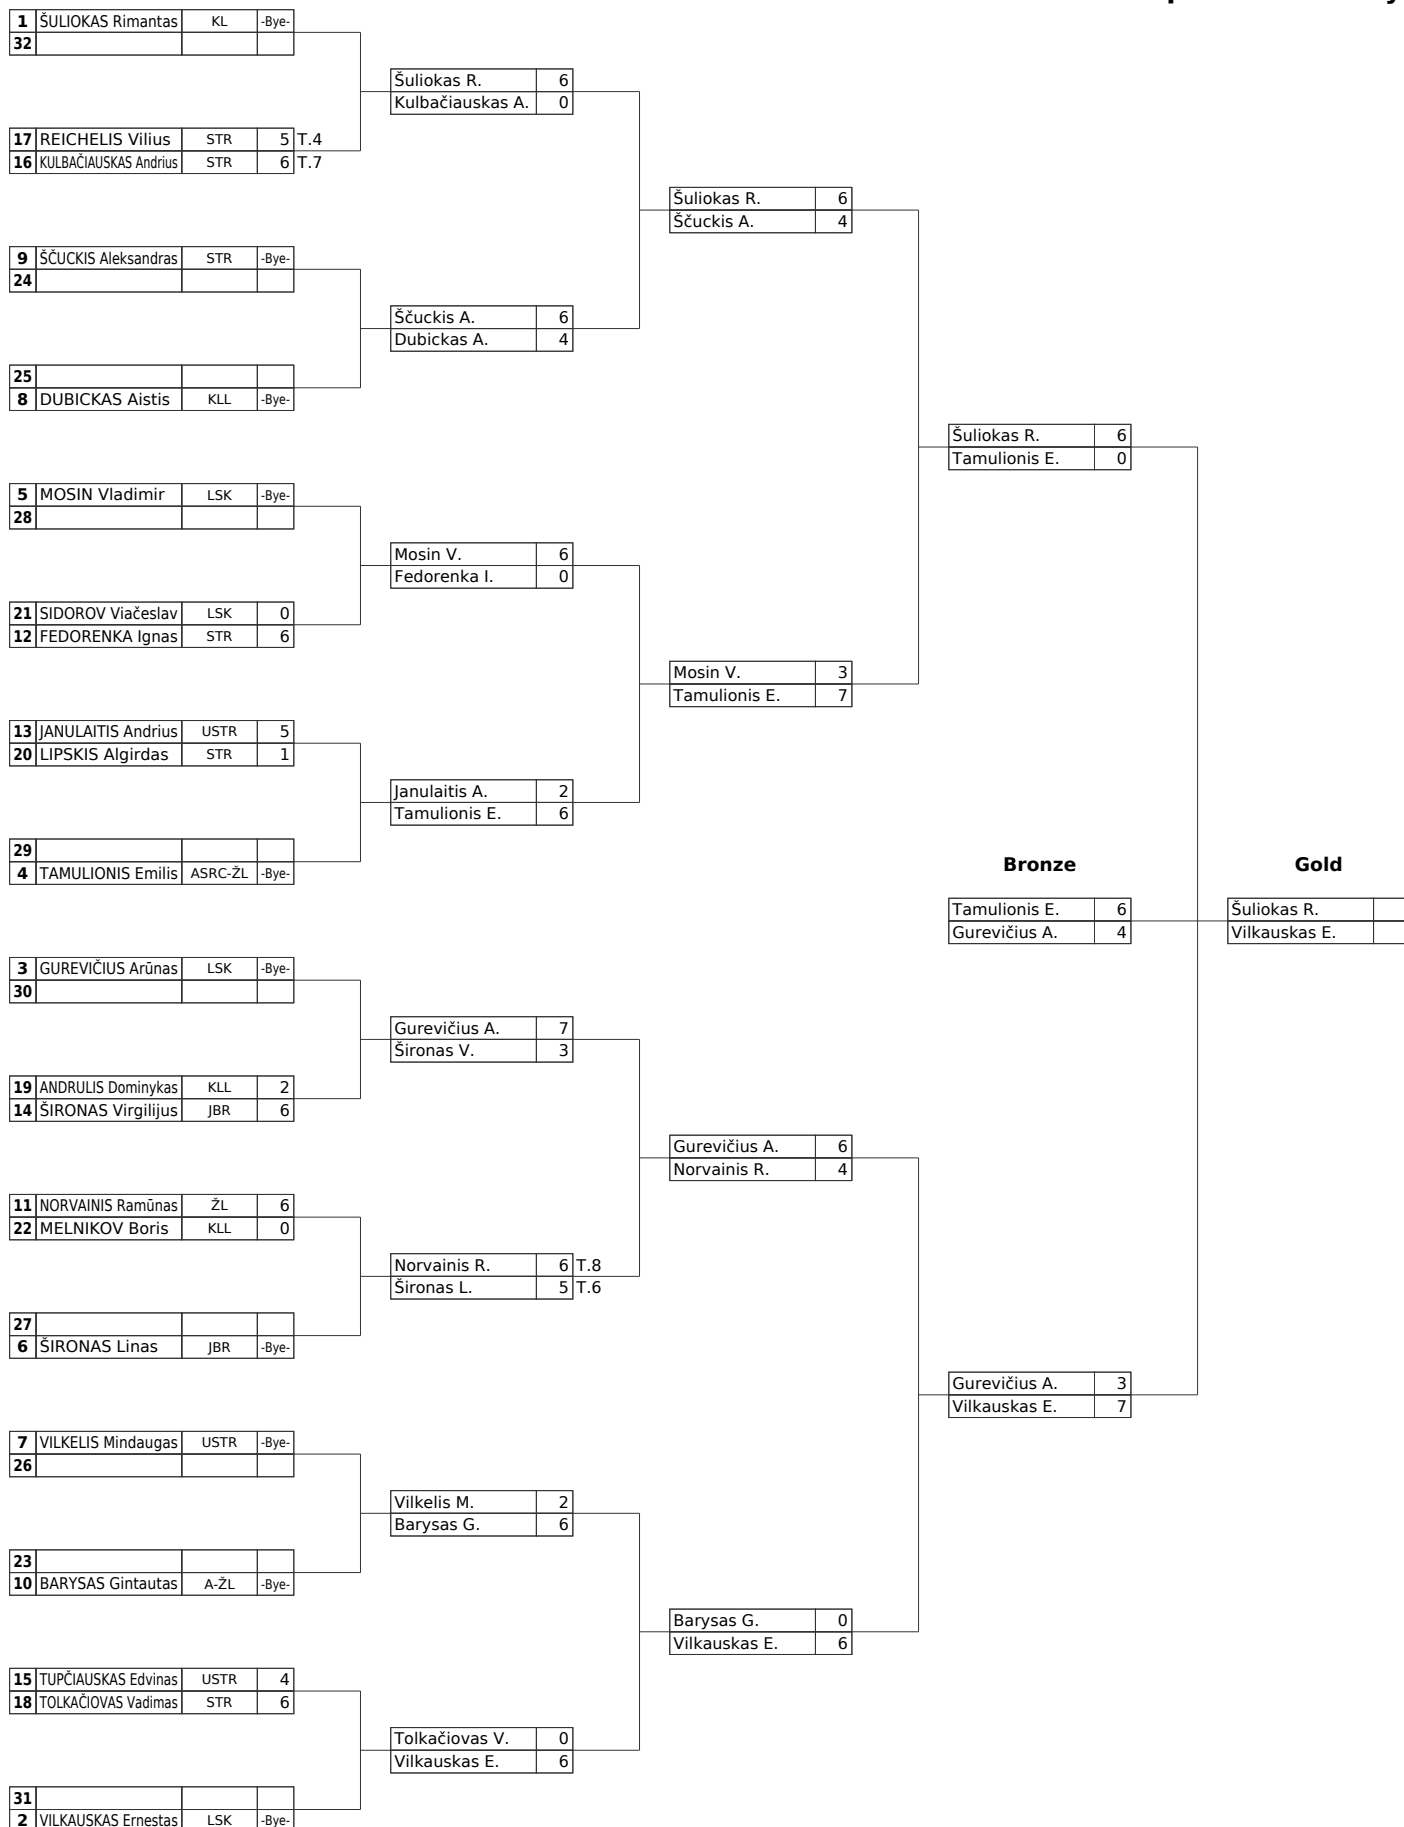 1 ŠULIOKAS Rimantas KL -Bye-
32
Šuliokas R. 6
Kulbačiauskas A. 0
17 REICHELIS Vilius STR 5 T.4
16 KULBAČIAUSKAS Andrius STR 6 T.7
Šuliokas R. 6
Ščuckis A. 4
9 ŠČUCKIS Aleksandras STR -Bye-
24
Ščuckis A. 6
Dubickas A. 4
25
8 DUBICKAS Aistis KLL -Bye-
Šuliokas R. 6
Tamulionis E. 0
5 MOSIN Vladimir LSK -Bye-
28
Mosin V. 6
Fedorenka I. 0
21 SIDOROV Viačeslav LSK 0
12 FEDORENKA Ignas STR 6
Mosin V. 3
Tamulionis E. 7
13 JANULAITIS Andrius USTR 5
20 LIPSKIS Algirdas STR 1
Janulaitis A. 2
Tamulionis E. 6
29
4 TAMULIONIS Emilis ASRC-ŽL -Bye-
Bronze Gold
Tamulionis E. 6 Šuliokas R.
Gurevičius A. 4 Vilkauskas E.
3 GUREVIČIUS Arūnas LSK -Bye-
30
Gurevičius A. 7
Šironas V. 3
19 ANDRULIS Dominykas KLL 2
14 ŠIRONAS Virgilijus JBR 6
Gurevičius A. 6
Norvainis R. 4
11 NORVAINIS Ramūnas ŽL 6
22 MELNIKOV Boris KLL 0
Norvainis R. 6 T.8
Šironas L. 5 T.6
27
6 ŠIRONAS Linas JBR -Bye-
Gurevičius A. 3
Vilkauskas E. 7
7 VILKELIS Mindaugas USTR -Bye-
26
Vilkelis M. 2
Barysas G. 6
23
10 BARYSAS Gintautas A-ŽL -Bye-
Barysas G. 0
Vilkauskas E. 6
15 TUPČIAUSKAS Edvinas USTR 4
18 TOLKAČIOVAS Vadimas STR 6
Tolkačiovas V. 0
Vilkauskas E. 6
31
2 VILKAUSKAS Ernestas LSK -Bye-